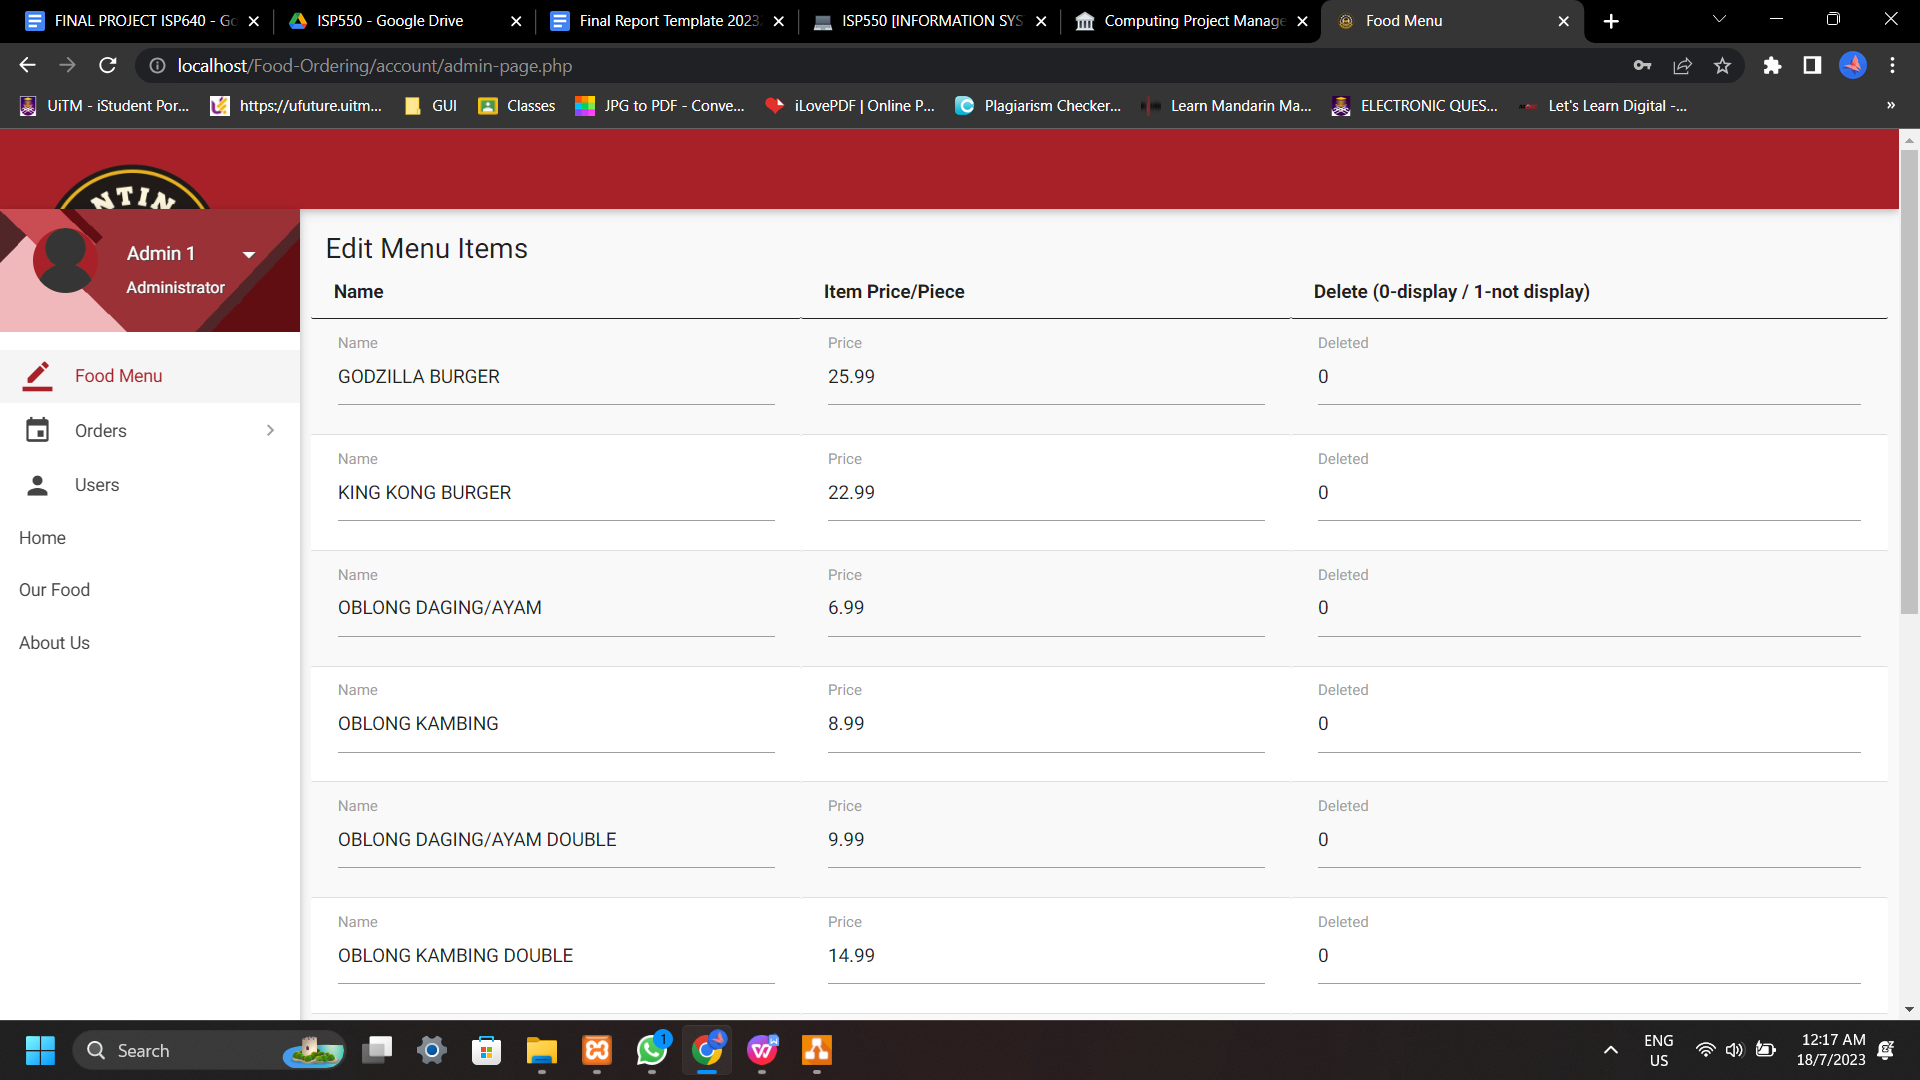 FINAL PROJECT ISP640 - Go
ISP550 - Google Drive
Final Report Template 2023
ISP550 [INFORMATION SYS
Computing Project Manage
Food Menu
localhost/Food-Ordering/account/admin-page.php
UiTM - iStudent Por...
https://ufuture.uitm...
GUI
Classes
JPG to PDF - Conve...
iLovePDF | Online P...
Plagiarism Checker...
Learn Mandarin Ma...
ELECTRONIC QUES...
Let's Learn Digital -...
»
NTIN
Admin 1
Administrator
Food Menu
Orders
Users
Home
Our Food
About Us
Edit Menu Items
Name Item Price/Piece Delete (0-display / 1-not display)
Name Price Deleted
GODZILLA BURGER 25.99 0
Name Price Deleted
KING KONG BURGER 22.99 0
Name Price Deleted
OBLONG DAGING/AYAM 6.99 0
Name Price Deleted
OBLONG KAMBING 8.99 0
Name Price Deleted
OBLONG DAGING/AYAM DOUBLE 9.99 0
Name Price Deleted
OBLONG KAMBING DOUBLE 14.99 0
Search
1
ENG
US
12:17 AM
18/7/2023